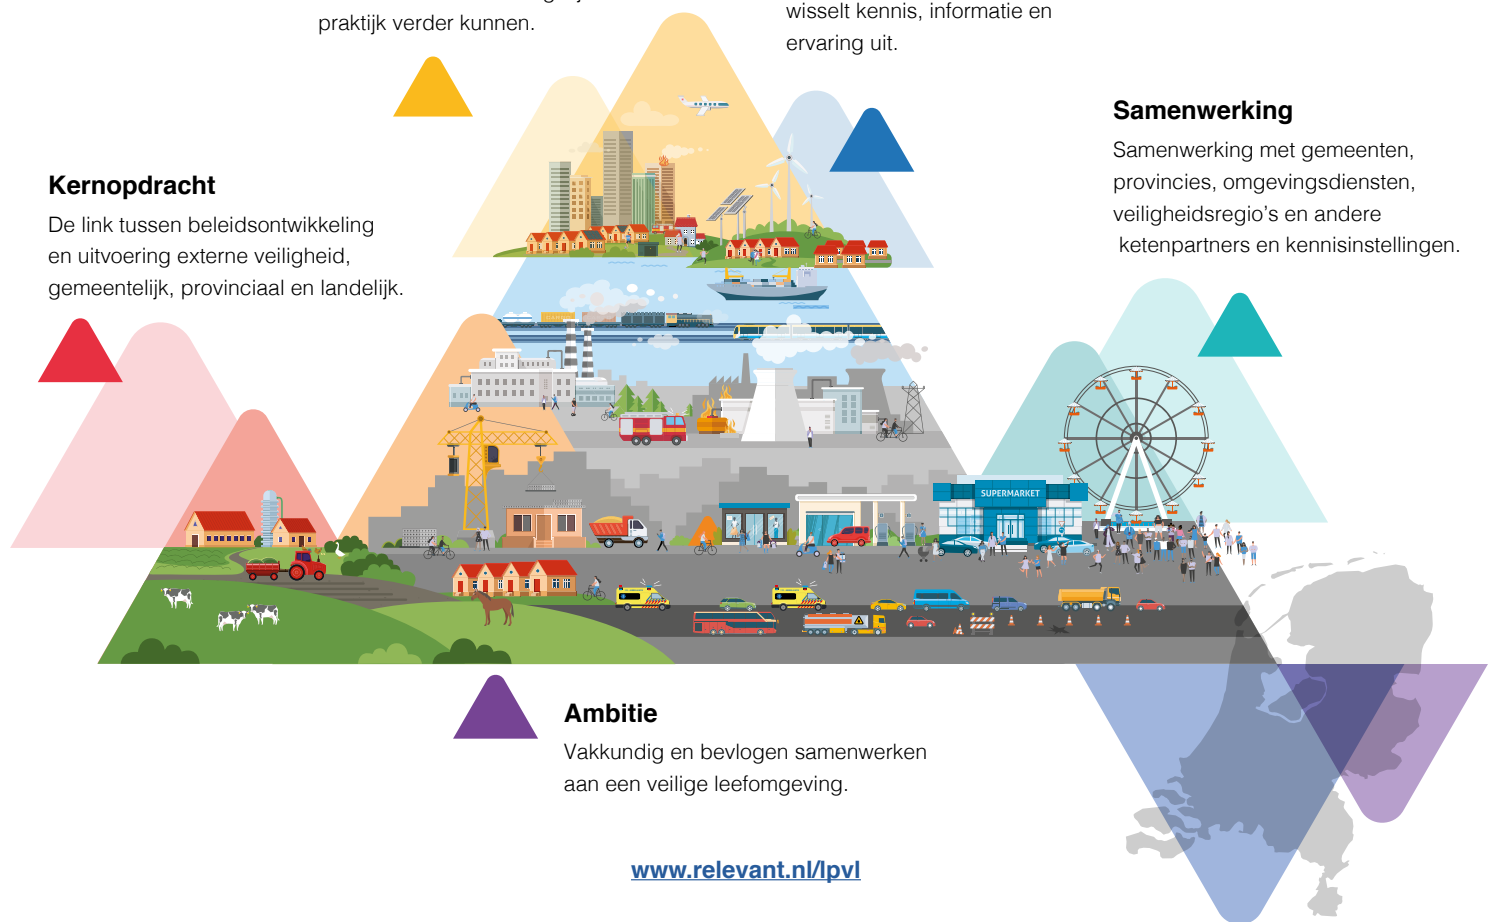 praktijk verder kunnen.
wisselt kennis, informatie en
ervaring uit.
Samenwerking
Samenwerking met gemeenten,
provincies, omgevingsdiensten,
veiligheidsregio's en andere
ketenpartners en kennisinstellingen.
Kernopdracht
De link tussen beleidsontwikkeling
en uitvoering externe veiligheid,
gemeentelijk, provinciaal en landelijk.
SUPERMARKET
Ambitie
Vakkundig en bevlogen samenwerken
aan een veilige leefomgeving.
www.relevant.nl/lpvl